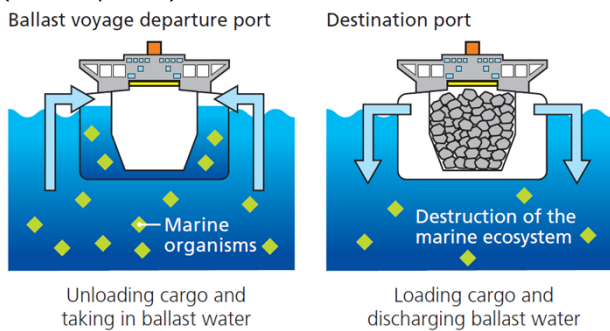 Ballast voyage departure port
Destination port
Marine
organisms
Destruction of the
marine ecosystem
Unloading cargo and
taking in ballast water
Loading cargo and
discharging ballast water